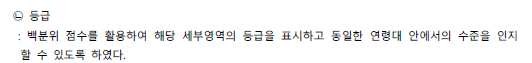 ㉡ 등급
: 백분위 점수를 활용하여 해당 세부영역의 등급을 표시하고 동일한 연령대 안에서의 수준을 인지
할 수 있도록 하였다.